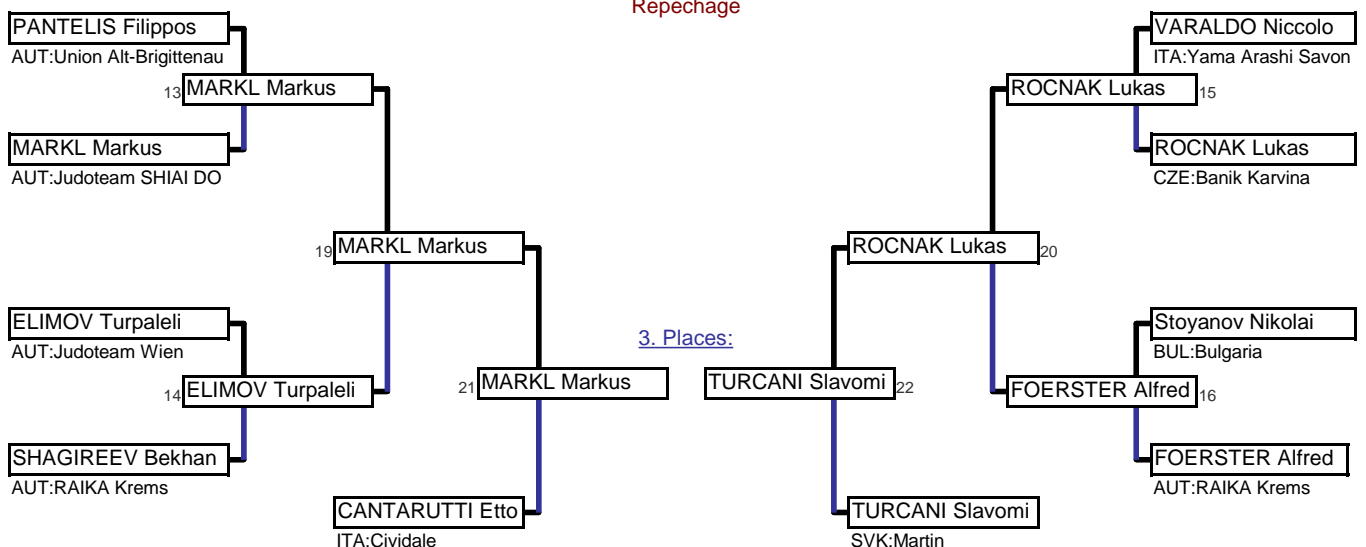 Repechage
PANTELIS Filippos
VARALDO Niccolo
AUT:Union Alt-Brigittenau
ITA:Yama Arashi Savon
13 MARKL Markus
ROCNAK Lukas 15
MARKL Markus
ROCNAK Lukas
AUT:Judoteam SHIAI DO
CZE:Banik Karvina
19 MARKL Markus
ROCNAK Lukas 20
ELIMOV Turpaleli
Stoyanov Nikolai
AUT:Judoteam Wien
3. Places:
BUL:Bulgaria
14 ELIMOV Turpaleli
21 MARKL Markus
TURCANI Slavomi 22
FOERSTER Alfred 16
SHAGIREEV Bekhan
FOERSTER Alfred
AUT:RAIKA Krems
AUT:RAIKA Krems
CANTARUTTI Etto
TURCANI Slavomi
ITA:Cividale
SVK:Martin